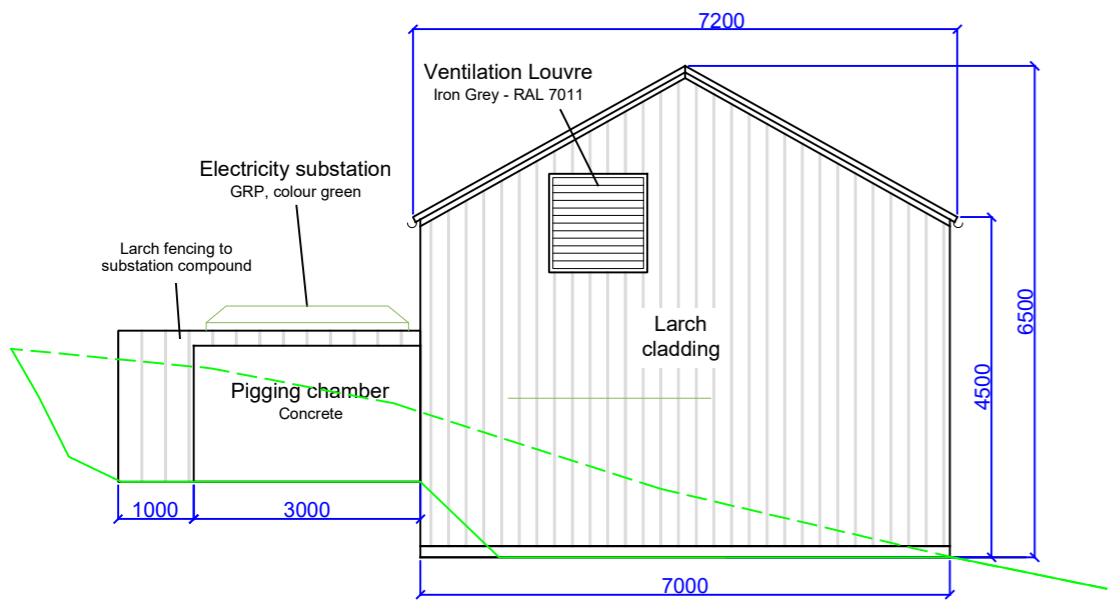 7200
Ventilation Louvre
Iron Grey - RAL 7011
Electricity substation
GRP, colour green
Larch fencing to
substation compound
Larch
cladding
6500
4500
Pigging chamber
Concrete
1000
3000
7000